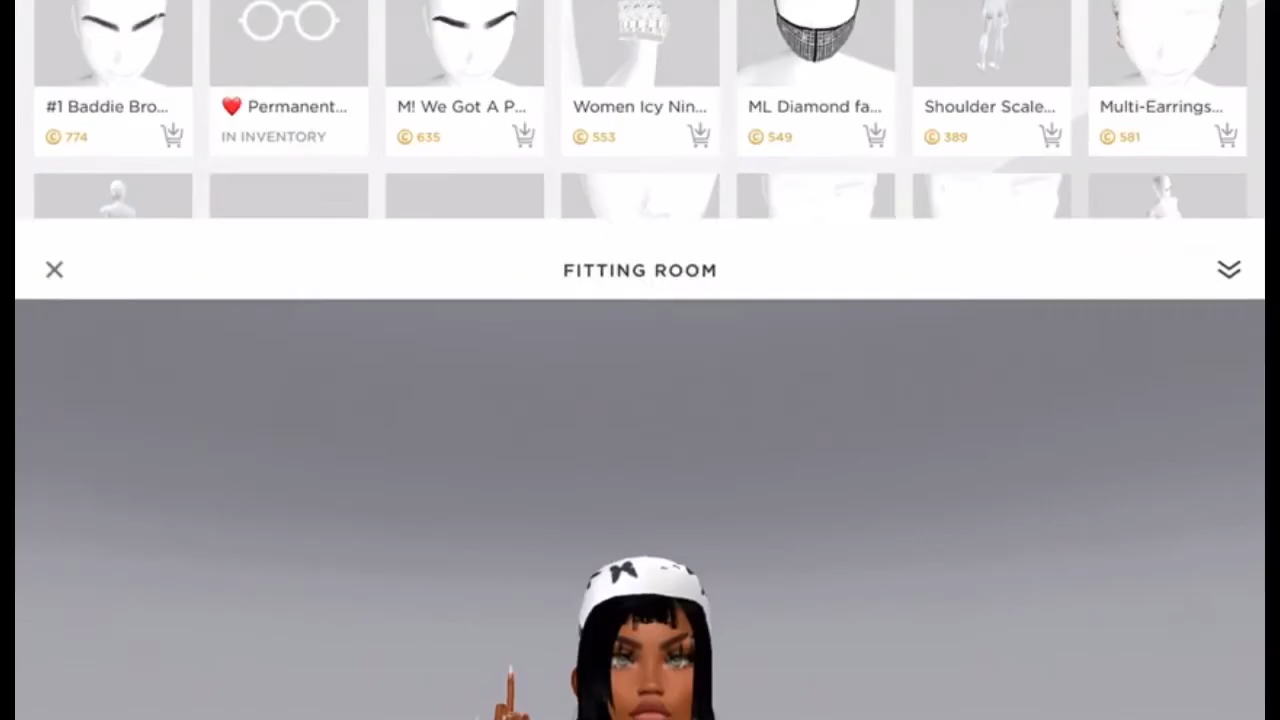 #1 Baddie Bro...
774
❤️ Permanent...
IN INVENTORY
M! We Got A P...
635
Women Icy Nin...
553
ML Diamond fa...
549
Shoulder Scale...
389
Multi-Earrings...
581
FITTING ROOM